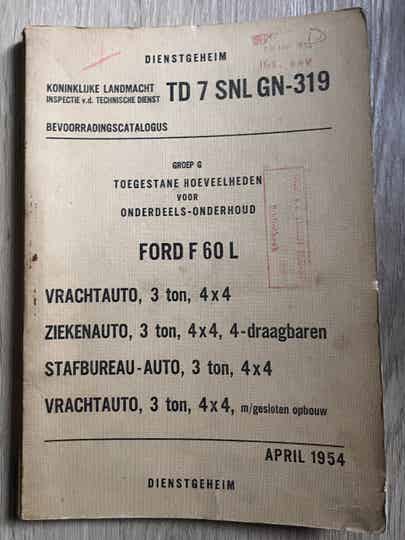 DIENSTGEHEIM
KONINKLIJKE LANDMACHT
INSPECTIE v.d. TECHNISCHE DIENST
TD 7 SNL GN-319
BEVOORRADINGSCATALOGUS
GROEP G
TOEGESTANE HOEVEELHEDEN
VOOR
ONDERDEELS-ONDERHOUD
FORD F 60 L
VRACHTAUTO, 3 ton, 4x4
ZIEKENAUTO, 3 ton, 4x4, 4-draagbaren
STAFBUREAU-AUTO, 3 ton, 4x4
VRACHTAUTO, 3 ton, 4x4, m/gesloten opbouw
APRIL 1954
DIENSTGEHEIM